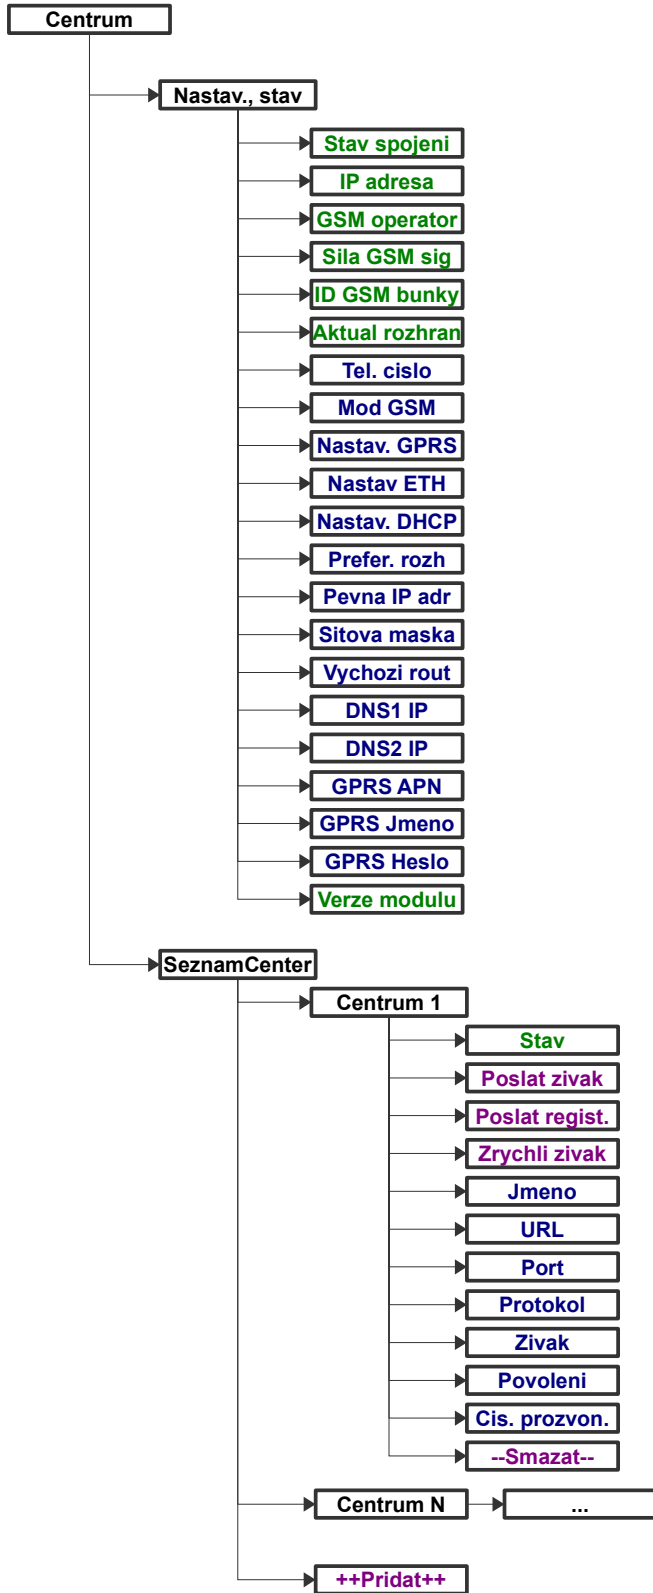 Centrum
Nastav., stav
Stav spojeni
IP adresa
GSM operator
Sila GSM sig
ID GSM bunky
Aktual rozhran
Tel. cislo
Mod GSM
Nastav. GPRS
Nastav ETH
Nastav. DHCP
Prefer. rozh
Pevna IP adr
Sitova maska
Vychozi rout
DNS1 IP
DNS2 IP
GPRS APN
GPRS Jmeno
GPRS Heslo
Verze modulu
SeznamCenter
Centrum 1
Stav
Poslat zivak
Poslat regist.
Zrychli zivak
Jmeno
URL
Port
Protokol
Zivak
Povoleni
Cis. prozvon.
--Smazat--
Centrum N
...
++Pridat++